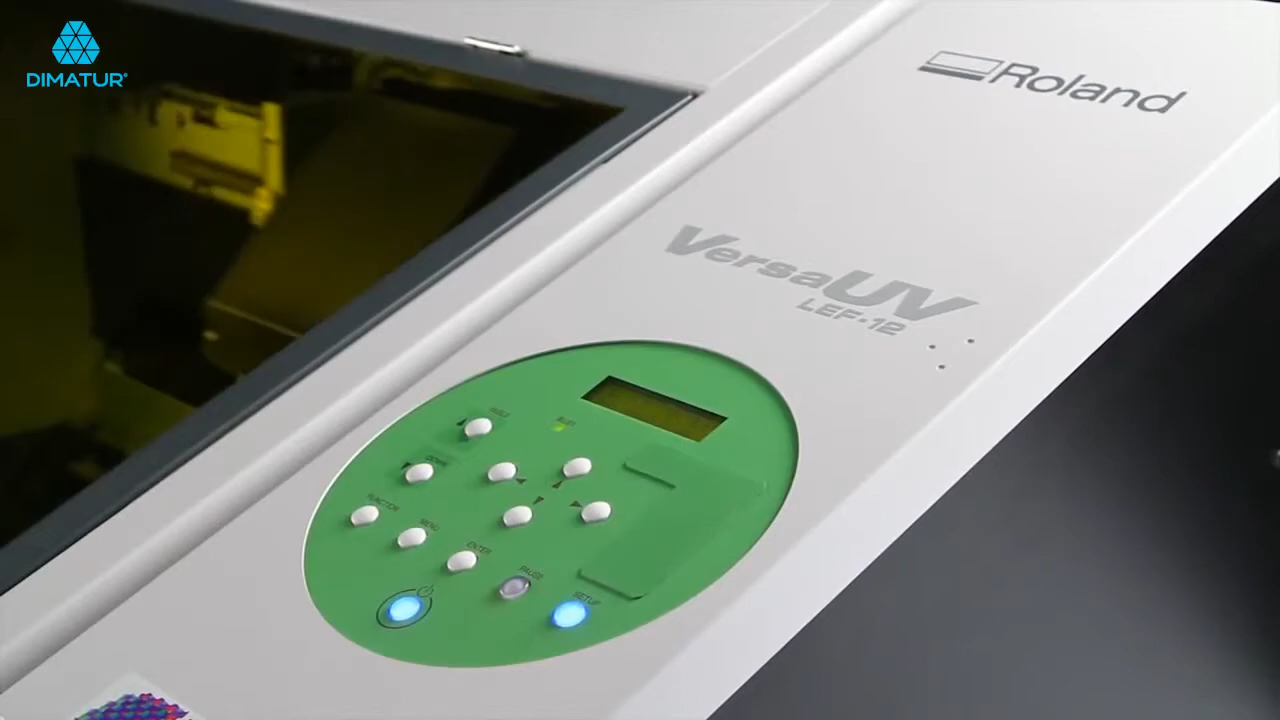 DIMATUR
Roland
VersaUV
LEF-12
FUNCTION
MENU
ENTER
PAUSE
SETUP